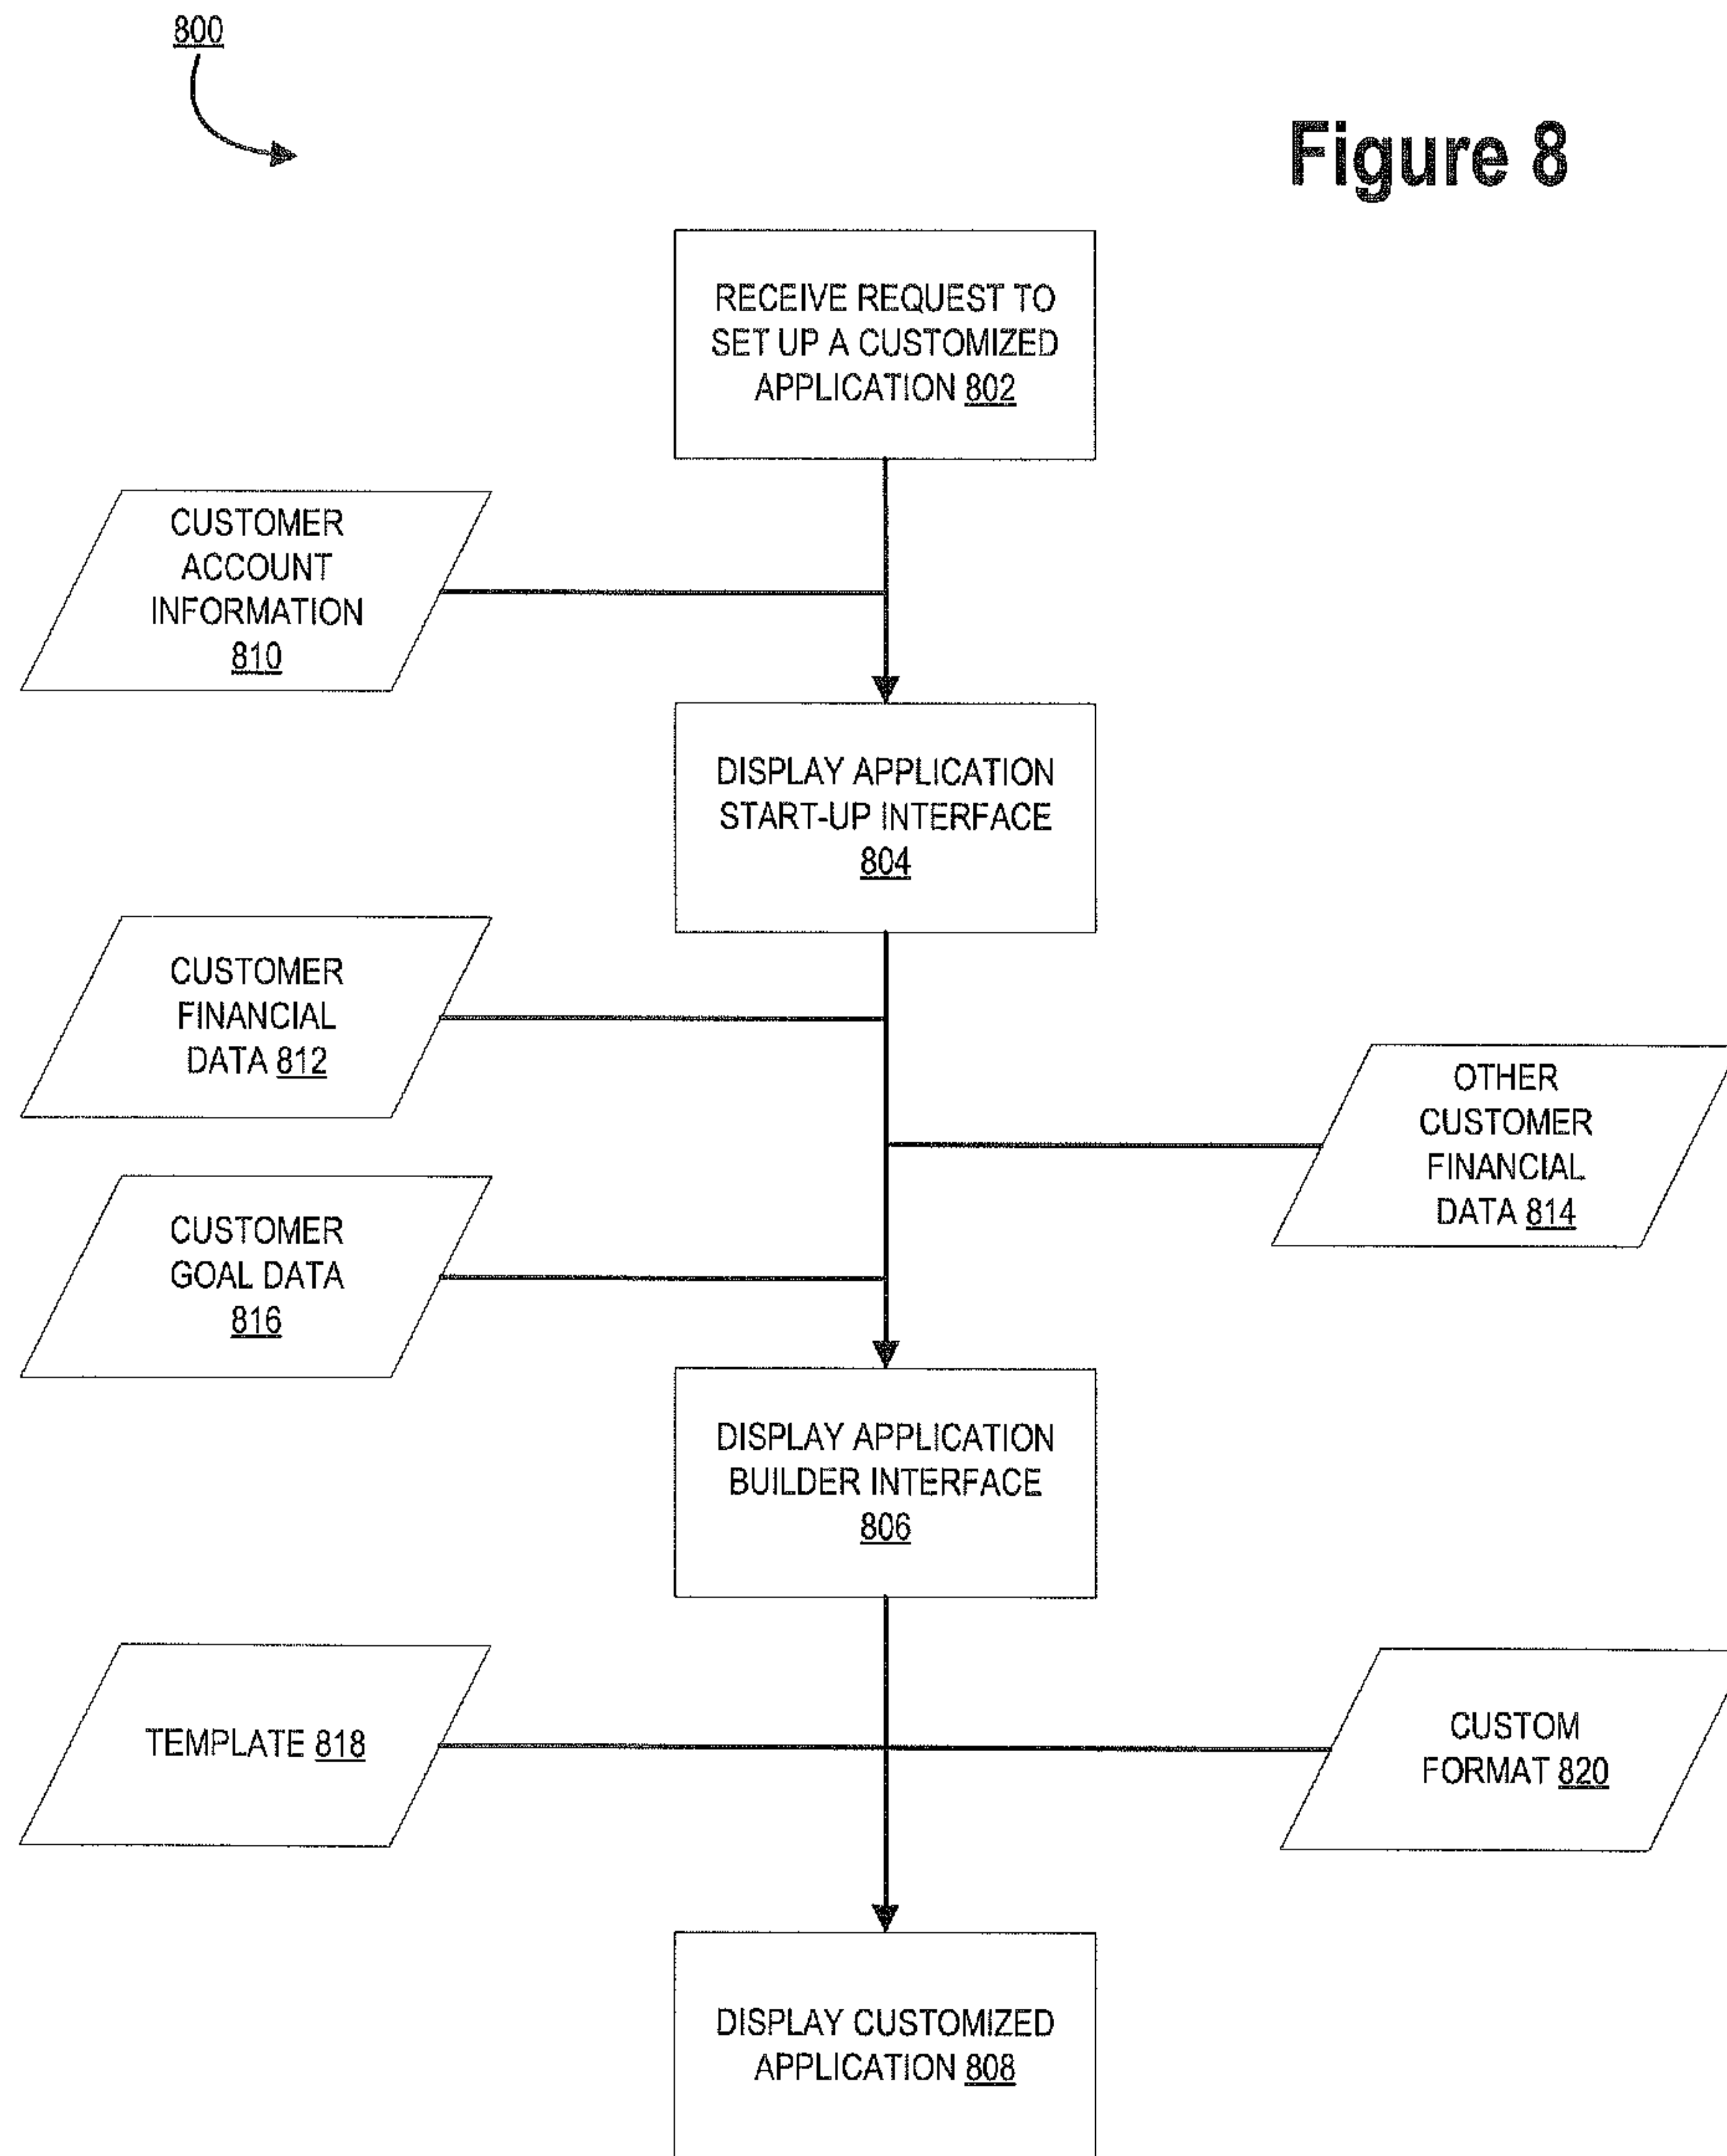 800
Figure 8
RECEIVE REQUEST TO
SET UP A CUSTOMIZED
APPLICATION 802
CUSTOMER
ACCOUNT
INFORMATION
810
DISPLAY APPLICATION
START-UP INTERFACE
804
CUSTOMER
FINANCIAL
DATA 812
OTHER
CUSTOMER
FINANCIAL
DATA 814
CUSTOMER
GOAL DATA
816
DISPLAY APPLICATION
BUILDER INTERFACE
806
TEMPLATE 818
CUSTOM
FORMAT 820
DISPLAY CUSTOMIZED
APPLICATION 808